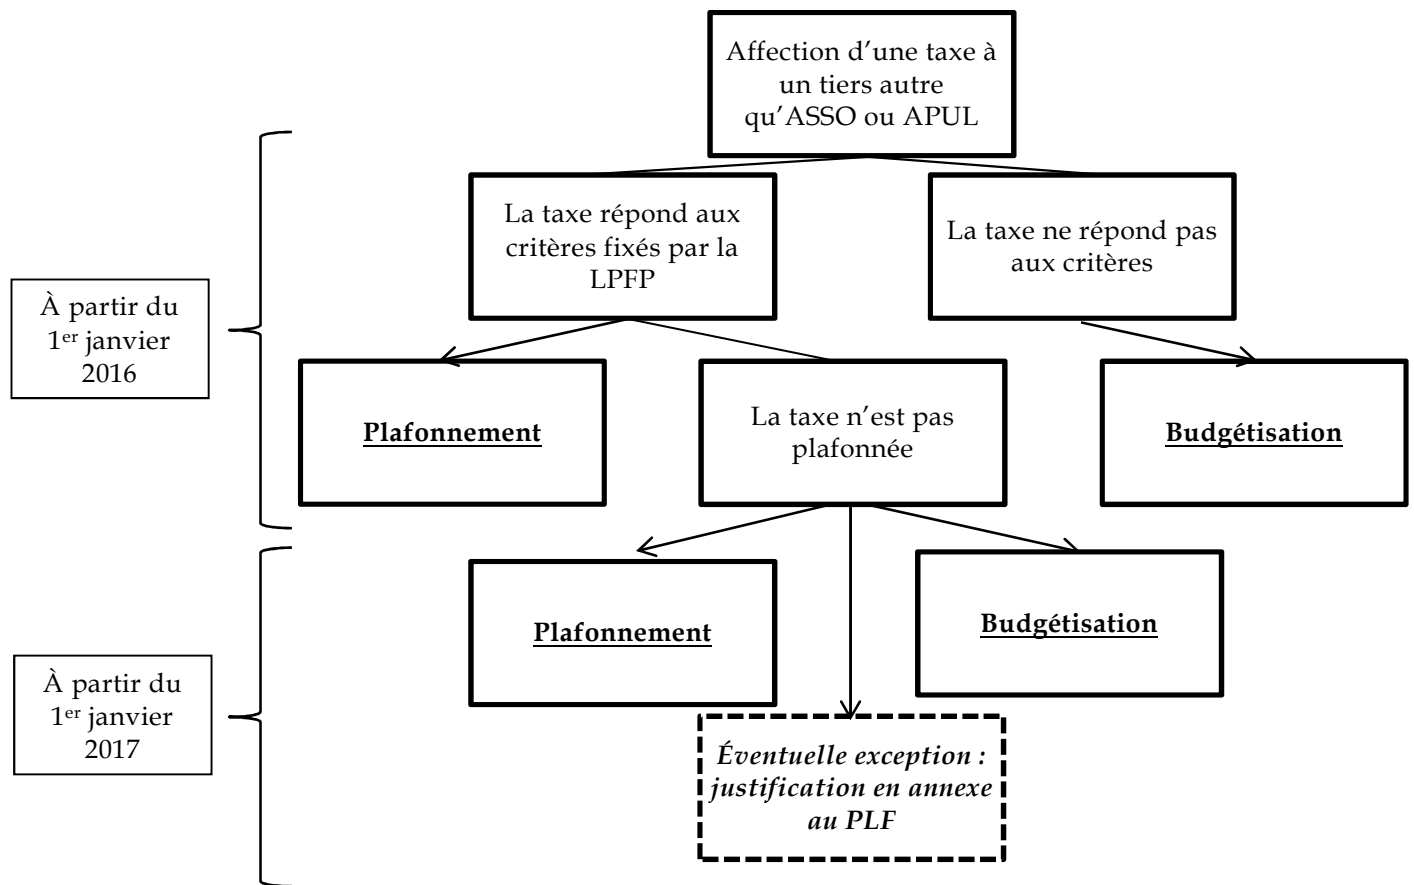 Affection d’une taxe à
un tiers autre
qu’ASSO ou APUL
La taxe répond aux
critères fixés par la
LPFP
La taxe ne répond pas
aux critères
À partir du
1er janvier
2016
Plafonnement
La taxe n’est pas
plafonnée
Budgétisation
Plafonnement
Budgétisation
À partir du
1er janvier
2017
Éventuelle exception :
justification en annexe
au PLF